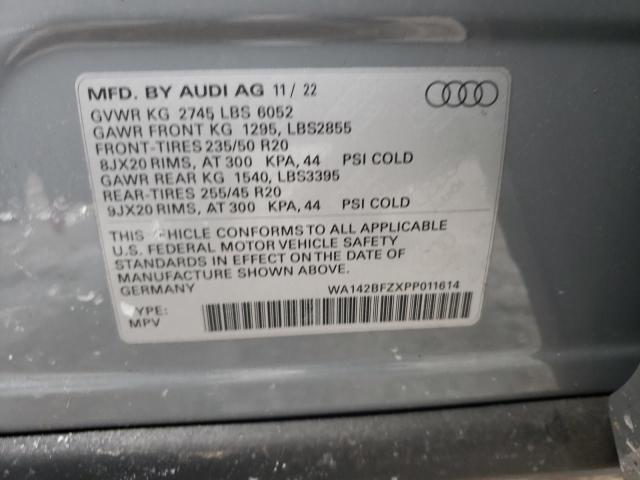 MFD. BY AUDI AG 11/22
GVWR KG 2745 LBS 6052
GAWR FRONT KG 1295, LBS2855
FRONT-TIRES 235/50 R20
8JX20 RIMS, AT 300 KPA, 44 PSI COLD
GAWR REAR KG 1540, LBS3395
REAR-TIRES 255/45 R20
9JX20 RIMS, AT 300 KPA, 44 PSI COLD
THIS VEHICLE CONFORMS TO ALL APPLICABLE
U.S. FEDERAL MOTOR VEHICLE SAFETY
STANDARDS IN EFFECT ON THE DATE OF
MANUFACTURE SHOWN ABOVE.
GERMANY WA142BFZXPP011614
TYPE:
MPV